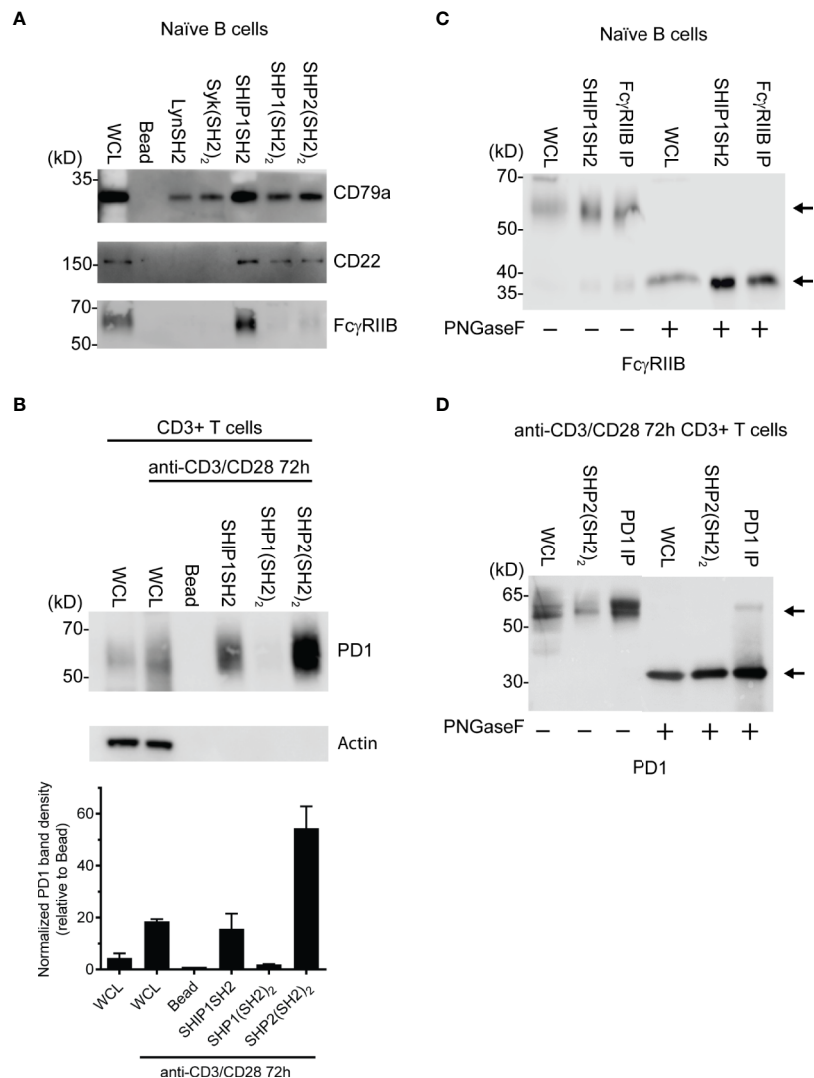 A
Naïve B cells
WCL
Bead
LynSH2
Syk(SH2)2
SHIP1SH2
SHP1(SH2)2
SHP2(SH2)2
(kD)
35-
CD79a
150-
CD22
70-
50-
FcγRIIB
B
CD3+ T cells
anti-CD3/CD28 72h
WCL
WCL
Bead
SHIP1SH2
SHP1(SH2)2
SHP2(SH2)2
(kD)
70-
50-
PD1
Actin
Normalized PD1 band density
(relative to Bead)
60
40
20
0
WCL
WCL
Bead
SHIP1SH2
SHP1(SH2)2
SHP2(SH2)2
anti-CD3/CD28 72h
C
Naïve B cells
WCL
SHIP1SH2
FcγRIIB IP
WCL
SHIP1SH2
FcγRIIB IP
(kD)
70-
50-
40-
35-
PNGaseF − − − + + +
FcγRIIB
D
anti-CD3/CD28 72h CD3+ T cells
WCL
SHP2(SH2)2
PD1 IP
WCL
SHP2(SH2)2
PD1 IP
(kD)
65-
50-
30-
PNGaseF − − − + + +
PD1